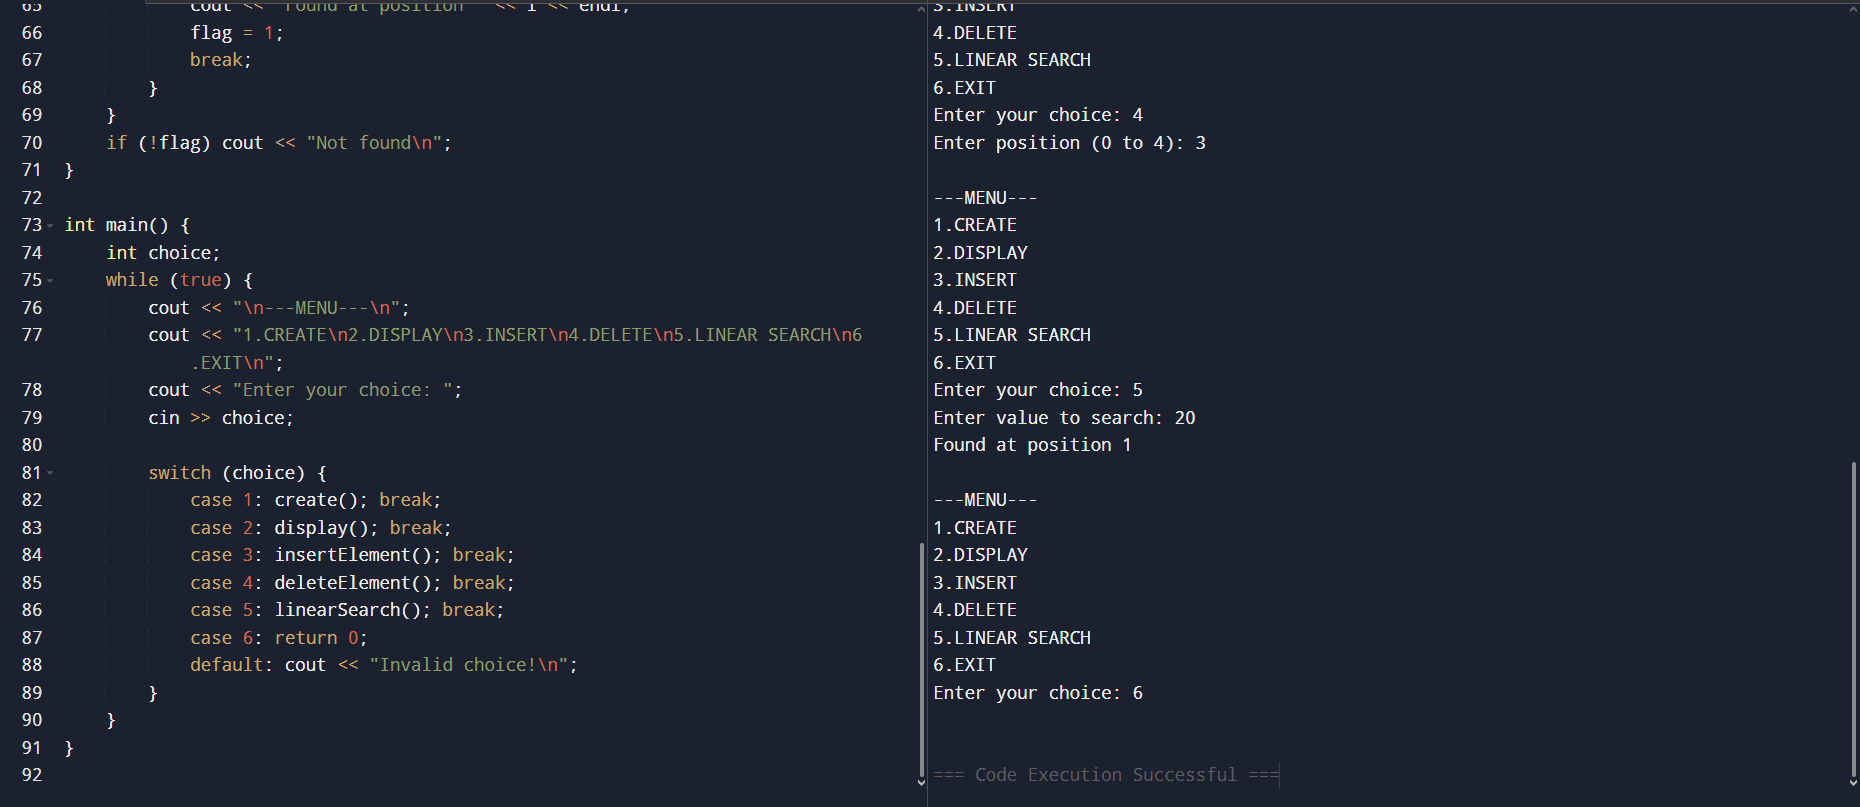 65 cout << "Found at position " << i << endl;
66 flag = 1;
67 break;
68 }
69 }
70 if (!flag) cout << "Not found\n";
71 }
72
73 int main() {
74 int choice;
75 while (true) {
76 cout << "\n---MENU---\n";
77 cout << "1.CREATE\n2.DISPLAY\n3.INSERT\n4.DELETE\n5.LINEAR SEARCH\n6
.EXIT\n";
78 cout << "Enter your choice: ";
79 cin >> choice;
80
81 switch (choice) {
82 case 1: create(); break;
83 case 2: display(); break;
84 case 3: insertElement(); break;
85 case 4: deleteElement(); break;
86 case 5: linearSearch(); break;
87 case 6: return 0;
88 default: cout << "Invalid choice!\n";
89 }
90 }
91 }
92
3.INSERT
4.DELETE
5.LINEAR SEARCH
6.EXIT
Enter your choice: 4
Enter position (0 to 4): 3
---MENU---
1.CREATE
2.DISPLAY
3.INSERT
4.DELETE
5.LINEAR SEARCH
6.EXIT
Enter your choice: 5
Enter value to search: 20
Found at position 1
---MENU---
1.CREATE
2.DISPLAY
3.INSERT
4.DELETE
5.LINEAR SEARCH
6.EXIT
Enter your choice: 6
=== Code Execution Successful ===